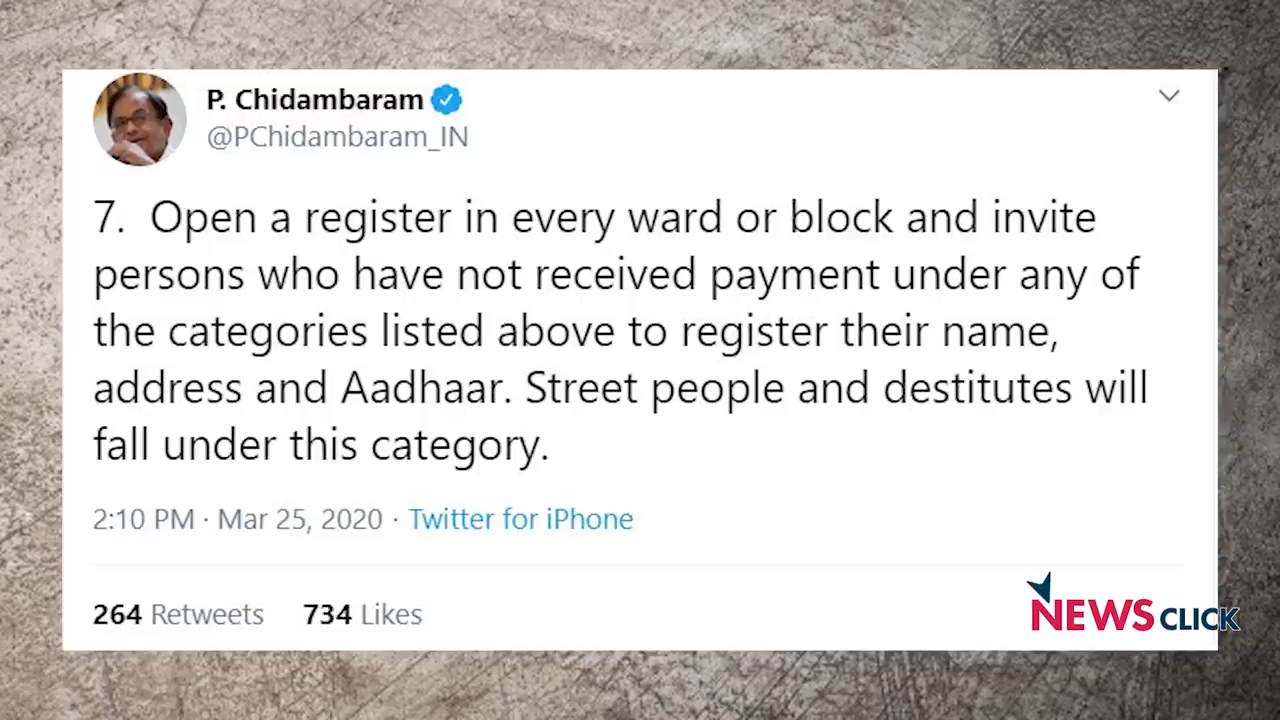 P. Chidambaram
@PChidambaram_IN
7. Open a register in every ward or block and invite
persons who have not received payment under any of
the categories listed above to register their name,
address and Aadhaar. Street people and destitutes will
fall under this category.
2:10 PM · Mar 25, 2020 · Twitter for iPhone
264 Retweets 734 Likes
NEWS CLICK